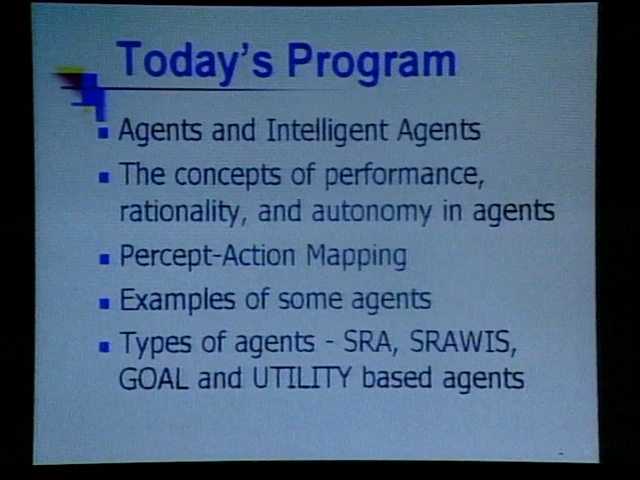 Today's Program
Agents and Intelligent Agents
The concepts of performance,
rationality, and autonomy in agents
Percept-Action Mapping
Examples of some agents
Types of agents - SRA, SRAWIS,
GOAL and UTILITY based agents